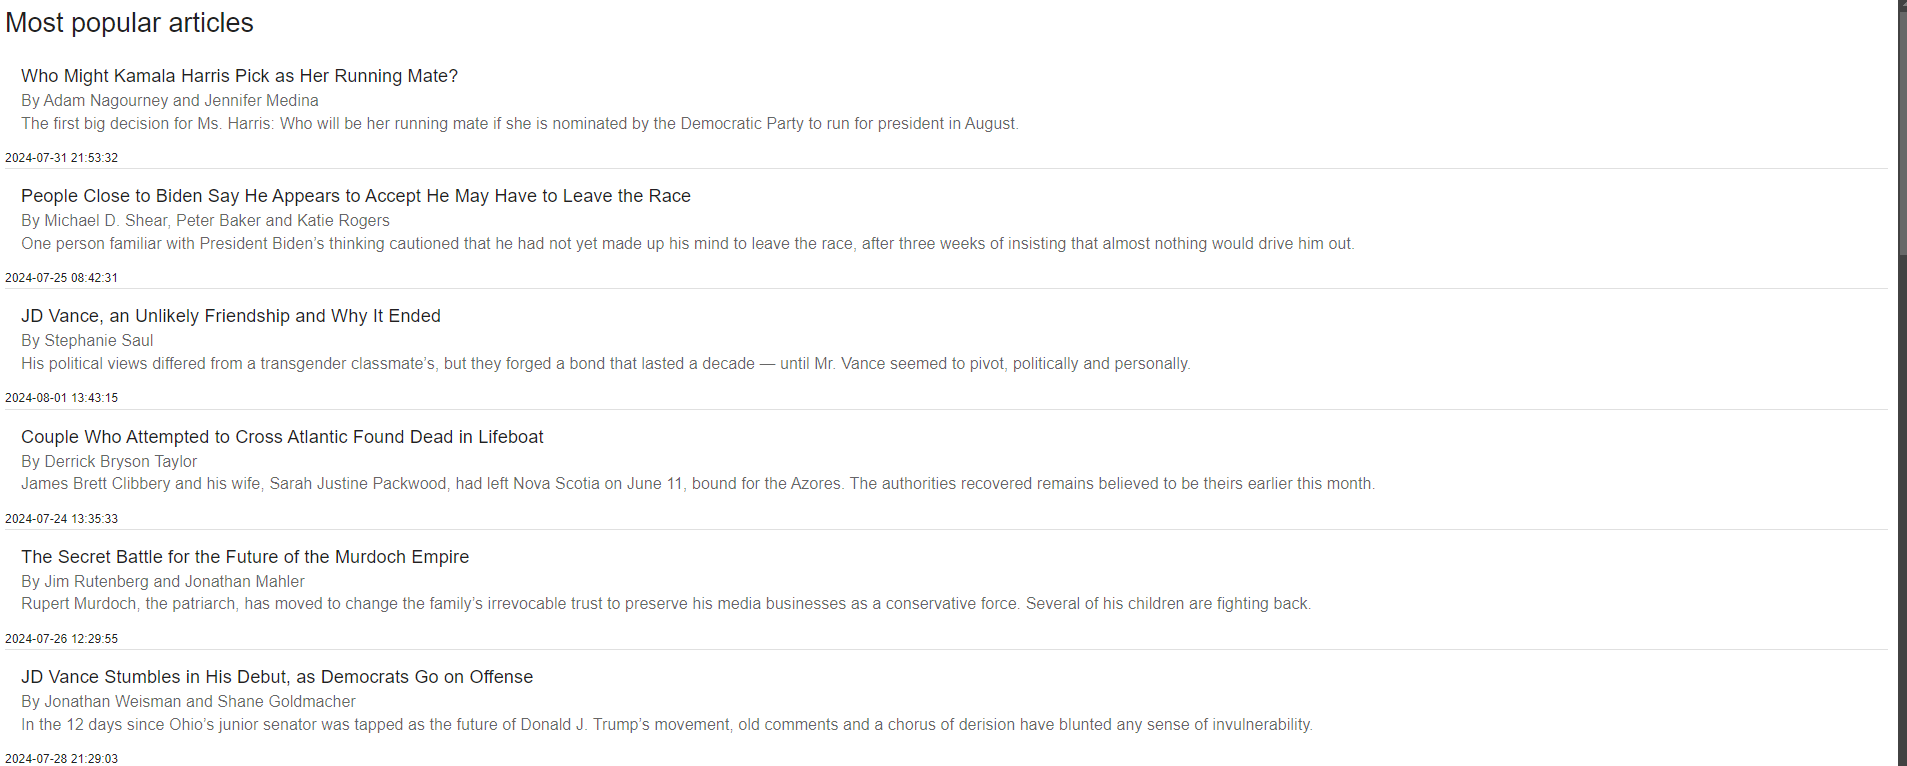 Most popular articles
Who Might Kamala Harris Pick as Her Running Mate?
By Adam Nagourney and Jennifer Medina
The first big decision for Ms. Harris: Who will be her running mate if she is nominated by the Democratic Party to run for president in August.
2024-07-31 21:53:32
People Close to Biden Say He Appears to Accept He May Have to Leave the Race
By Michael D. Shear, Peter Baker and Katie Rogers
One person familiar with President Biden’s thinking cautioned that he had not yet made up his mind to leave the race, after three weeks of insisting that almost nothing would drive him out.
2024-07-25 08:42:31
JD Vance, an Unlikely Friendship and Why It Ended
By Stephanie Saul
His political views differed from a transgender classmate’s, but they forged a bond that lasted a decade — until Mr. Vance seemed to pivot, politically and personally.
2024-08-01 13:43:15
Couple Who Attempted to Cross Atlantic Found Dead in Lifeboat
By Derrick Bryson Taylor
James Brett Clibbery and his wife, Sarah Justine Packwood, had left Nova Scotia on June 11, bound for the Azores. The authorities recovered remains believed to be theirs earlier this month.
2024-07-24 13:35:33
The Secret Battle for the Future of the Murdoch Empire
By Jim Rutenberg and Jonathan Mahler
Rupert Murdoch, the patriarch, has moved to change the family’s irrevocable trust to preserve his media businesses as a conservative force. Several of his children are fighting back.
2024-07-26 12:29:55
JD Vance Stumbles in His Debut, as Democrats Go on Offense
By Jonathan Weisman and Shane Goldmacher
In the 12 days since Ohio’s junior senator was tapped as the future of Donald J. Trump’s movement, old comments and a chorus of derision have blunted any sense of invulnerability.
2024-07-28 21:29:03